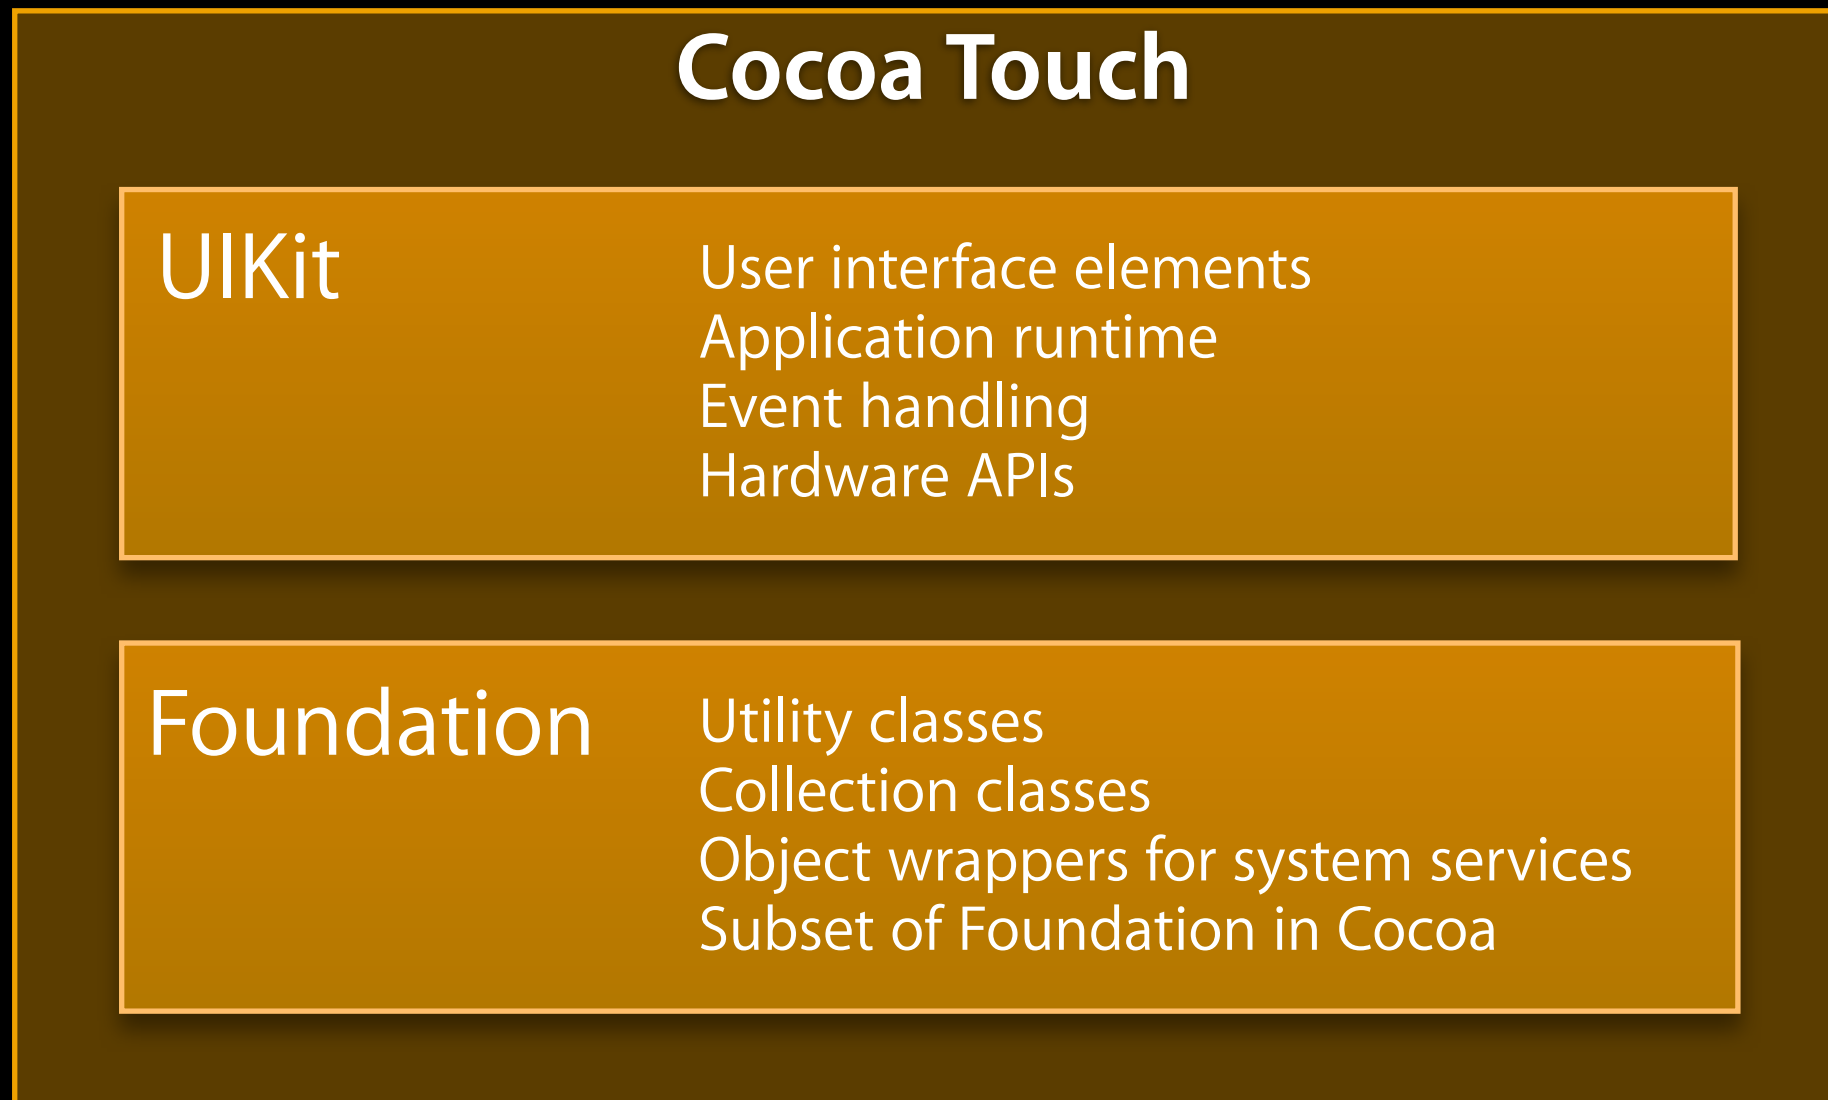 Cocoa Touch
UIKit
User interface elements
Application runtime
Event handling
Hardware APIs
Foundation
Utility classes
Collection classes
Object wrappers for system services
Subset of Foundation in Cocoa